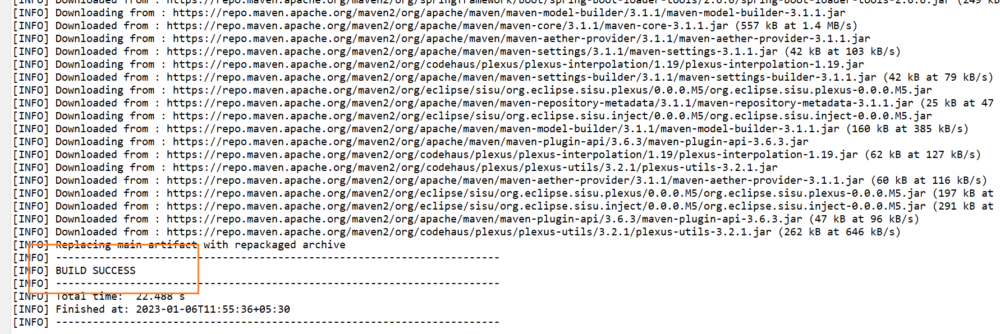 [INFO] Downloaded from : https://repo.maven.apache.org/maven2/org/springframework/boot/spring-boot-loader-tools/2.6.6/spring-boot-loader-tools-2.6.6.jar (249 kB
[INFO] Downloading from : https://repo.maven.apache.org/maven2/org/apache/maven/maven-model-builder/3.1.1/maven-model-builder-3.1.1.jar
[INFO] Downloaded from : https://repo.maven.apache.org/maven2/org/apache/maven/maven-core/3.1.1/maven-core-3.1.1.jar (557 kB at 1.4 MB/s)
[INFO] Downloading from : https://repo.maven.apache.org/maven2/org/apache/maven/maven-aether-provider/3.1.1/maven-aether-provider-3.1.1.jar
[INFO] Downloaded from : https://repo.maven.apache.org/maven2/org/apache/maven/maven-settings/3.1.1/maven-settings-3.1.1.jar (42 kB at 103 kB/s)
[INFO] Downloading from : https://repo.maven.apache.org/maven2/org/codehaus/plexus/plexus-interpolation/1.19/plexus-interpolation-1.19.jar
[INFO] Downloaded from : https://repo.maven.apache.org/maven2/org/apache/maven/maven-settings-builder/3.1.1/maven-settings-builder-3.1.1.jar (42 kB at 79 kB/s)
[INFO] Downloading from : https://repo.maven.apache.org/maven2/org/eclipse/sisu/org.eclipse.sisu.plexus/0.0.0.M5/org.eclipse.sisu.plexus-0.0.0.M5.jar
[INFO] Downloaded from : https://repo.maven.apache.org/maven2/org/apache/maven/maven-repository-metadata/3.1.1/maven-repository-metadata-3.1.1.jar (25 kB at 47
[INFO] Downloading from : https://repo.maven.apache.org/maven2/org/eclipse/sisu/org.eclipse.sisu.inject/0.0.0.M5/org.eclipse.sisu.inject-0.0.0.M5.jar
[INFO] Downloaded from : https://repo.maven.apache.org/maven2/org/apache/maven/maven-model-builder/3.1.1/maven-model-builder-3.1.1.jar (160 kB at 385 kB/s)
[INFO] Downloading from : https://repo.maven.apache.org/maven2/org/apache/maven/maven-plugin-api/3.6.3/maven-plugin-api-3.6.3.jar
[INFO] Downloaded from : https://repo.maven.apache.org/maven2/org/codehaus/plexus/plexus-interpolation/1.19/plexus-interpolation-1.19.jar (62 kB at 127 kB/s)
[INFO] Downloading from : https://repo.maven.apache.org/maven2/org/codehaus/plexus/plexus-utils/3.2.1/plexus-utils-3.2.1.jar
[INFO] Downloaded from : https://repo.maven.apache.org/maven2/org/apache/maven/maven-aether-provider/3.1.1/maven-aether-provider-3.1.1.jar (60 kB at 116 kB/s)
[INFO] Downloaded from : https://repo.maven.apache.org/maven2/org/eclipse/sisu/org.eclipse.sisu.plexus/0.0.0.M5/org.eclipse.sisu.plexus-0.0.0.M5.jar (197 kB at
[INFO] Downloaded from : https://repo.maven.apache.org/maven2/org/eclipse/sisu/org.eclipse.sisu.inject/0.0.0.M5/org.eclipse.sisu.inject-0.0.0.M5.jar (291 kB at
[INFO] Downloaded from : https://repo.maven.apache.org/maven2/org/apache/maven/maven-plugin-api/3.6.3/maven-plugin-api-3.6.3.jar (47 kB at 96 kB/s)
[INFO] Downloaded from : https://repo.maven.apache.org/maven2/org/codehaus/plexus/plexus-utils/3.2.1/plexus-utils-3.2.1.jar (262 kB at 646 kB/s)
[INFO] Replacing main artifact with repackaged archive
[INFO] ------------------------------------------------------------------------
[INFO] BUILD SUCCESS
[INFO] ------------------------------------------------------------------------
[INFO] Total time:  22.488 s
[INFO] Finished at: 2023-01-06T11:55:36+05:30
[INFO] ------------------------------------------------------------------------